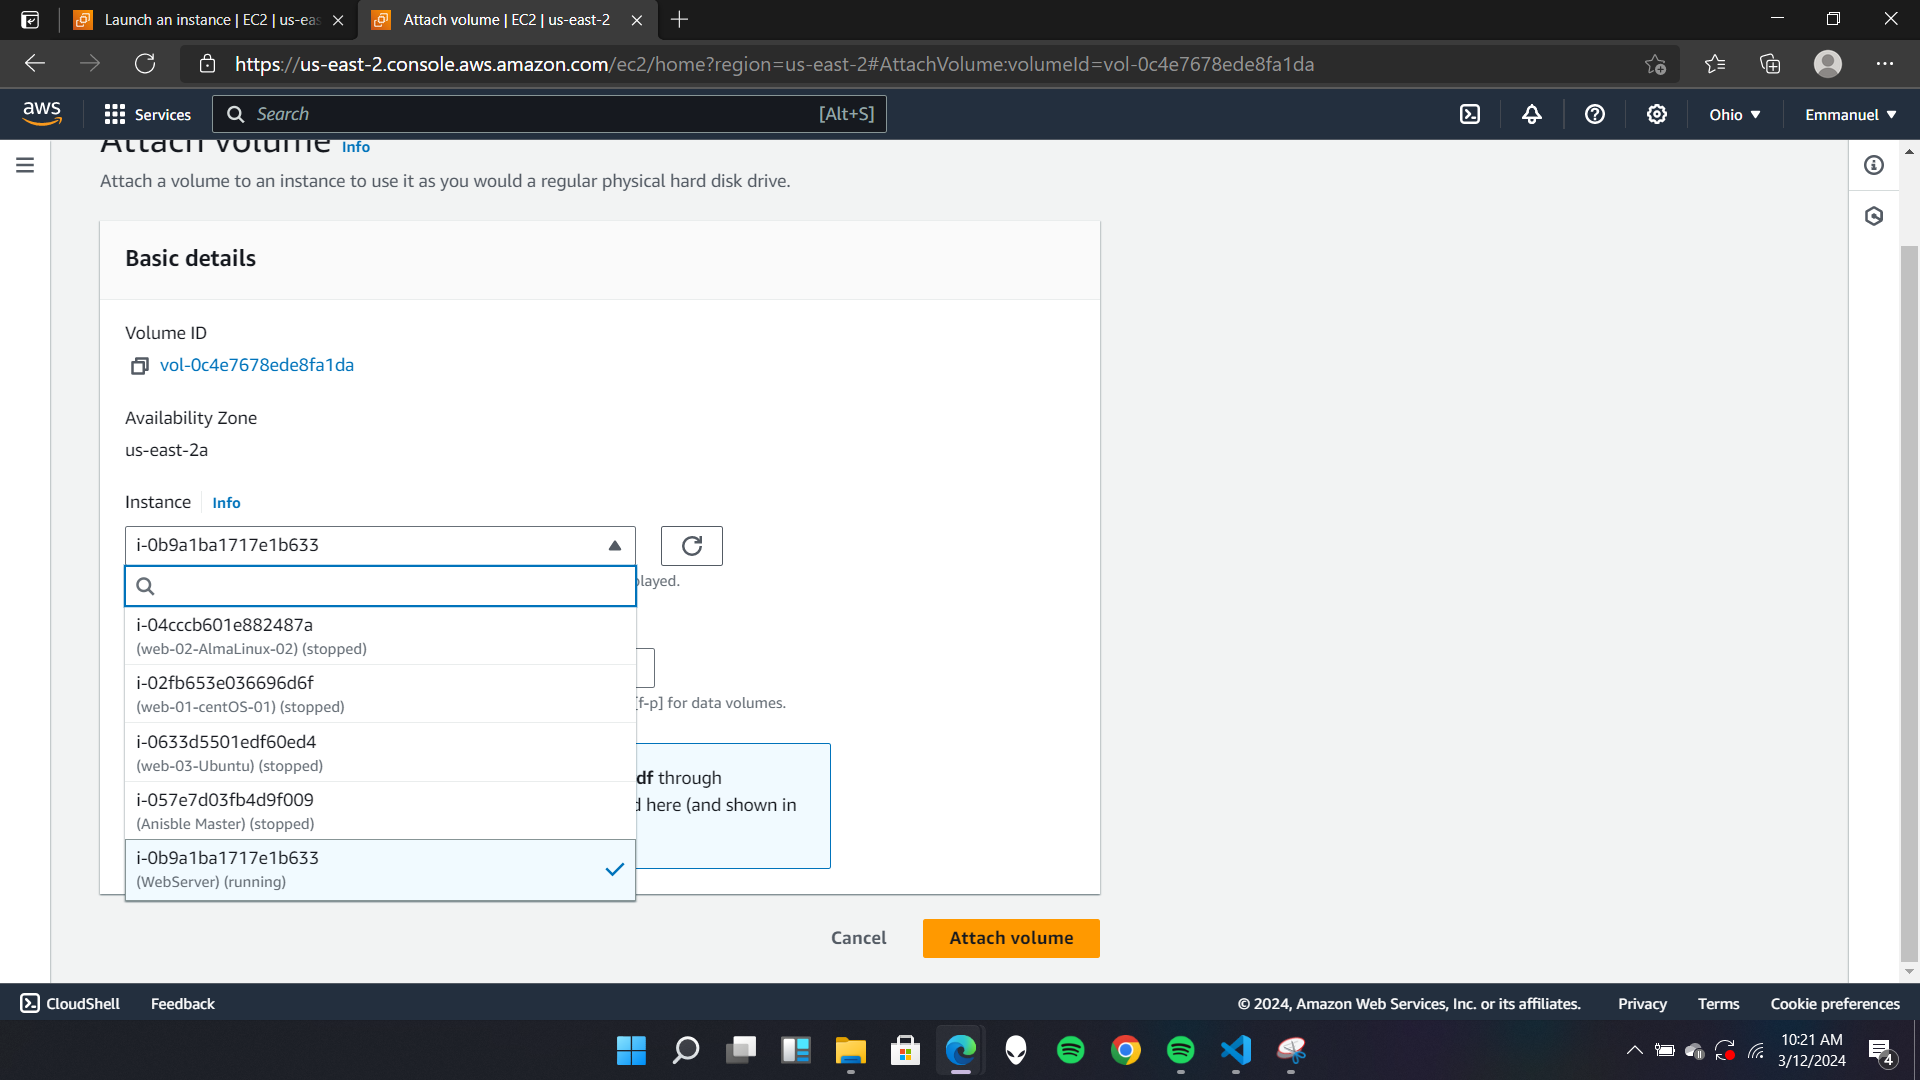 Launch an instance | EC2 | us-eas
Attach volume | EC2 | us-east-2
https://us-east-2.console.aws.amazon.com/ec2/home?region=us-east-2#AttachVolume:volumeId=vol-0c4e7678ede8fa1da
aws
Services
Search
[Alt+S]
Ohio
Emmanuel
Attach volume
Info
Attach a volume to an instance to use it as you would a regular physical hard disk drive.
Basic details
Volume ID
vol-0c4e7678ede8fa1da
Availability Zone
us-east-2a
Instance
Info
i-0b9a1ba1717e1b633
played.
i-04cccb601e882487a
(web-02-AlmaLinux-02) (stopped)
i-02fb653e036696d6f
(web-01-centOS-01) (stopped)
[f-p] for data volumes.
i-0633d5501edf60ed4
(web-03-Ubuntu) (stopped)
df through
i-057e7d03fb4d9f009
d here (and shown in
(Anisble Master) (stopped)
i-0b9a1ba1717e1b633
(WebServer) (running)
Cancel
Attach volume
CloudShell
Feedback
© 2024, Amazon Web Services, Inc. or its affiliates.
Privacy
Terms
Cookie preferences
10:21 AM
3/12/2024
4